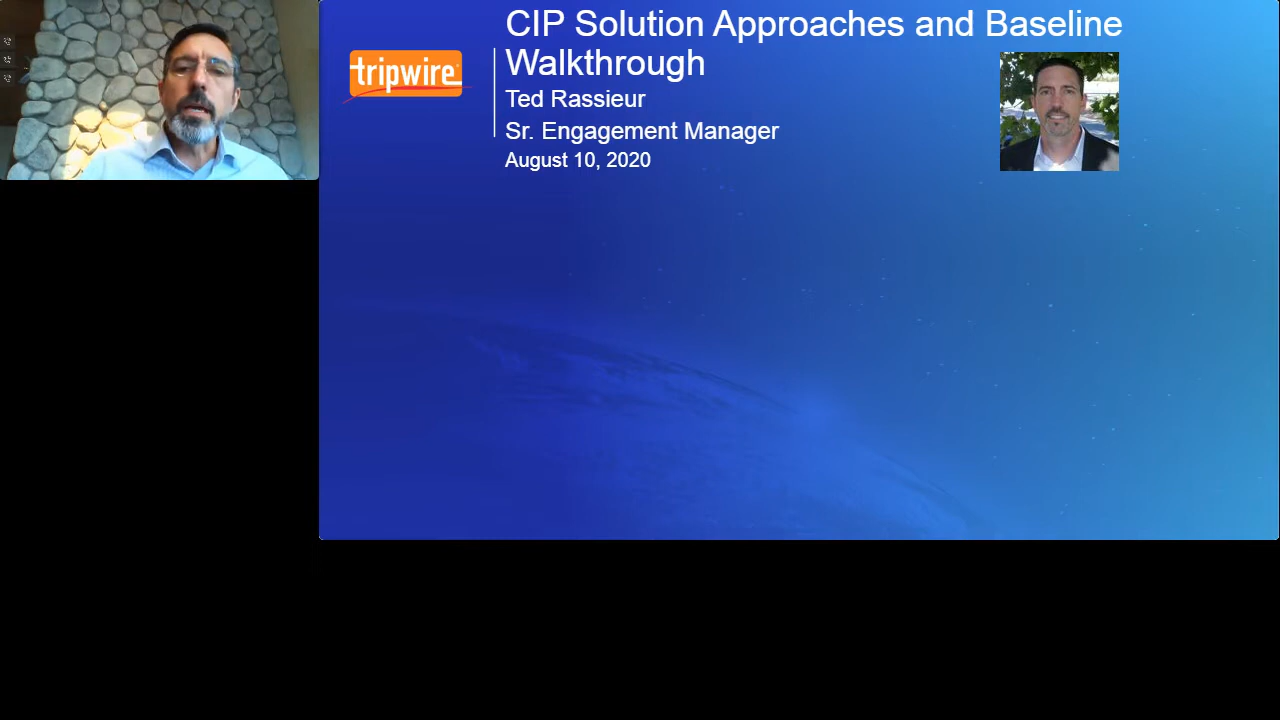 CIP Solution Approaches and Baseline
Walkthrough
tripwire
Ted Rassieur
Sr. Engagement Manager
August 10, 2020